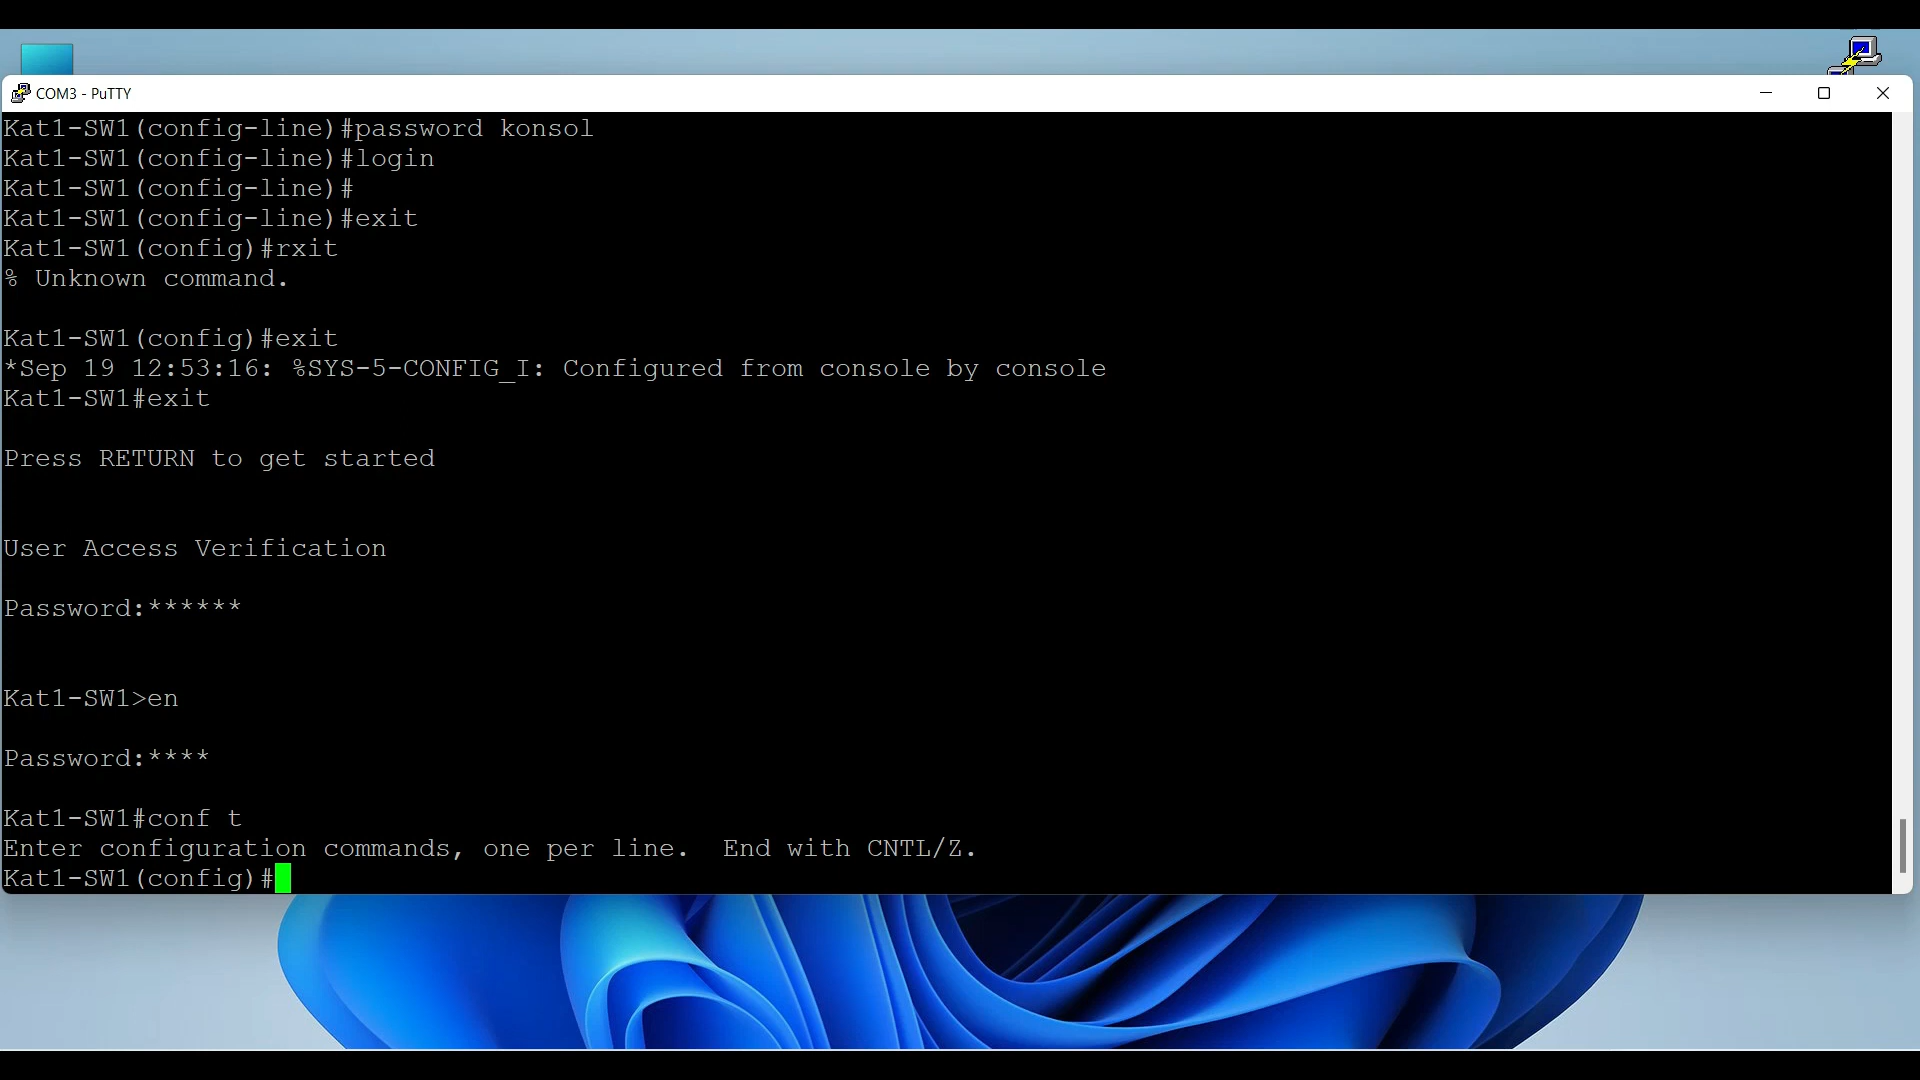 COM3 - PuTTY
Kat1-SW1(config-line)#password konsol
Kat1-SW1(config-line)#login
Kat1-SW1(config-line)#
Kat1-SW1(config-line)#exit
Kat1-SW1(config)#rxit
% Unknown command.
Kat1-SW1(config)#exit
*Sep 19 12:53:16: %SYS-5-CONFIG_I: Configured from console by console
Kat1-SW1#exit
Press RETURN to get started
User Access Verification
Password:******
Kat1-SW1>en
Password:****
Kat1-SW1#conf t
Enter configuration commands, one per line.  End with CNTL/Z.
Kat1-SW1(config)#